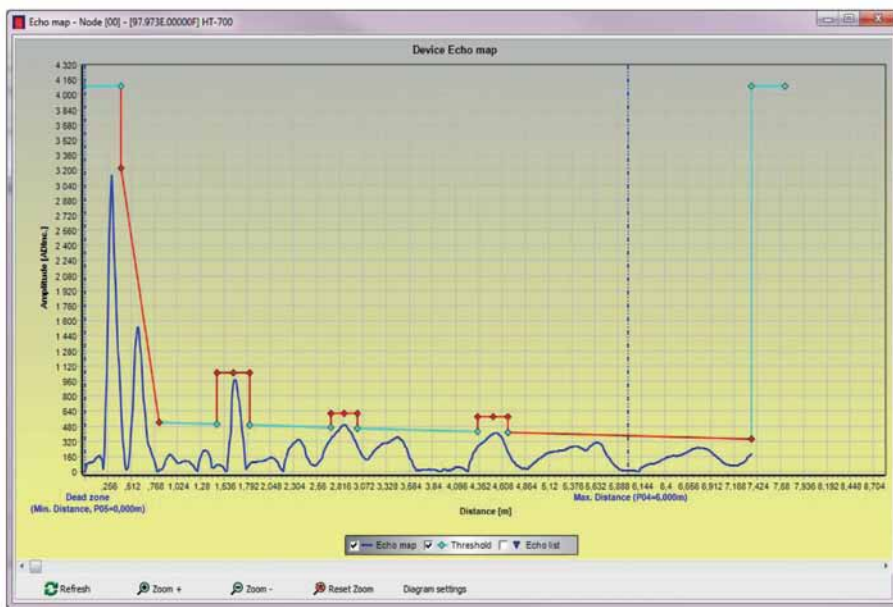 Echo map - Node [00] - [97.973E.00000F] HT-700
Device Echo map
4 320
4 160
4 000
3 840
3 680
3 520
3 360
3 200
3 040
2 880
2 720
2 560
2 400
2 240
2 080
1 920
1 760
1 600
1 440
1 280
1 120
960
800
640
480
320
160
0
Amplitude [ADInc.]
,256 ,512 ,768 1,024 1,28 1,536 1,792 2,048 2,304 2,56 2,816 3,072 3,328 3,584 3,84 4,096 4,352 4,608 4,864 5,12 5,376 5,632 5,888 6,144 6,4 6,656 6,912 7,168 7,424 7,68 7,936 8,192 8,448 8,704
Dead zone
(Min. Distance, P05=0,000m)
Max. Distance (P04=6,000m)
Distance [m]
Echo map Threshold Echo list
Refresh Zoom + Zoom - Reset Zoom Diagram settings